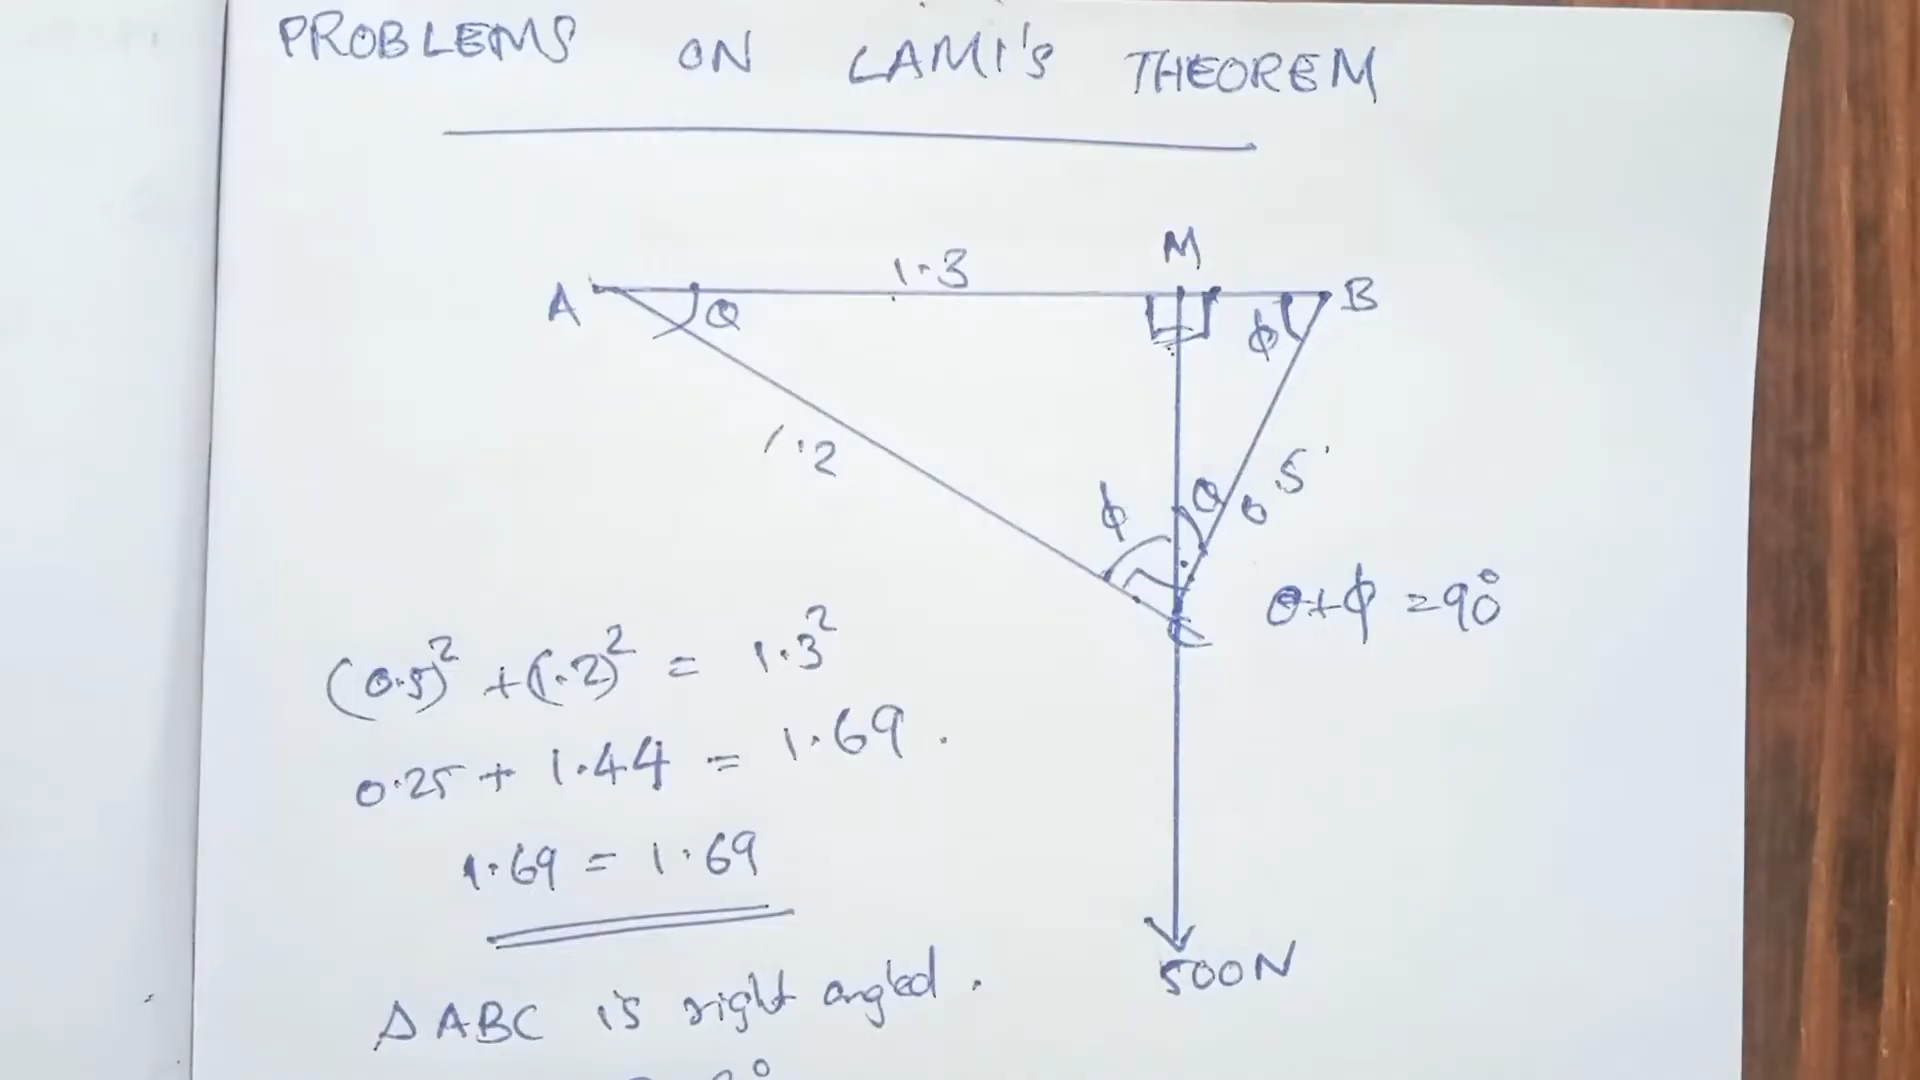 PROBLEMS ON LAMI'S THEOREM
M
A 1.3 B
θ ϕ
1.2
0.5
ϕ θ
C
θ+ϕ =90°
(0.5)² +(1.2)² = 1.3²
0.25 + 1.44 = 1.69.
1.69 = 1.69
500N
Δ ABC is right angled.